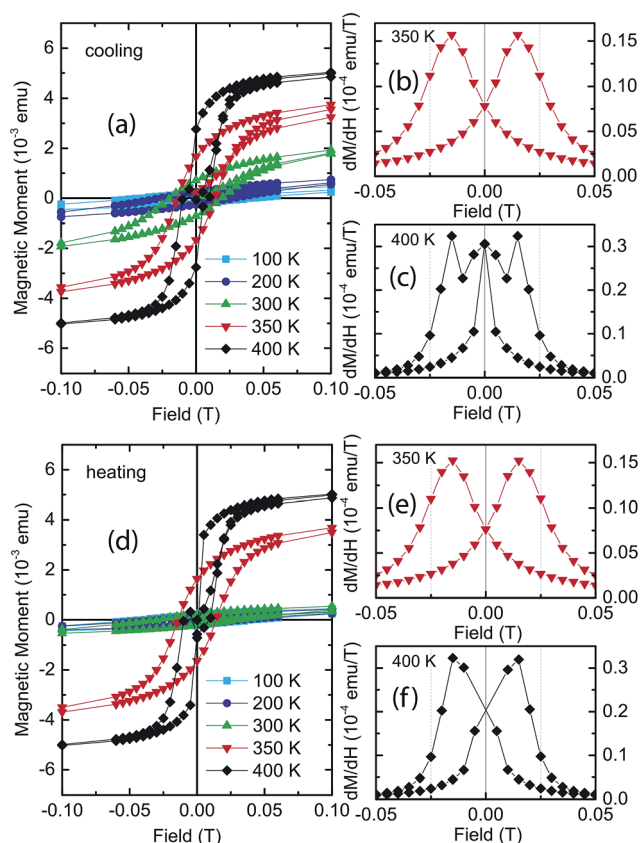 cooling
(a)
Magnetic Moment (10⁻³ emu)
6
4
2
0
-2
-4
-6
100 K
200 K
300 K
350 K
400 K
-0.10 -0.05 0.00 0.05 0.10
Field (T)
350 K
(b)
dM/dH (10⁻⁴ emu/T)
0.15
0.10
0.05
0.00
-0.05 0.00 0.05
Field (T)
400 K
(c)
dM/dH (10⁻⁴ emu/T)
0.3
0.2
0.1
0.0
-0.05 0.00 0.05
Field (T)
heating
(d)
Magnetic Moment (10⁻³ emu)
6
4
2
0
-2
-4
-6
100 K
200 K
300 K
350 K
400 K
-0.10 -0.05 0.00 0.05 0.10
Field (T)
350 K
(e)
dM/dH (10⁻⁴ emu/T)
0.15
0.10
0.05
0.00
-0.05 0.00 0.05
Field (T)
400 K
(f)
dM/dH (10⁻⁴ emu/T)
0.3
0.2
0.1
0.0
-0.05 0.00 0.05
Field (T)